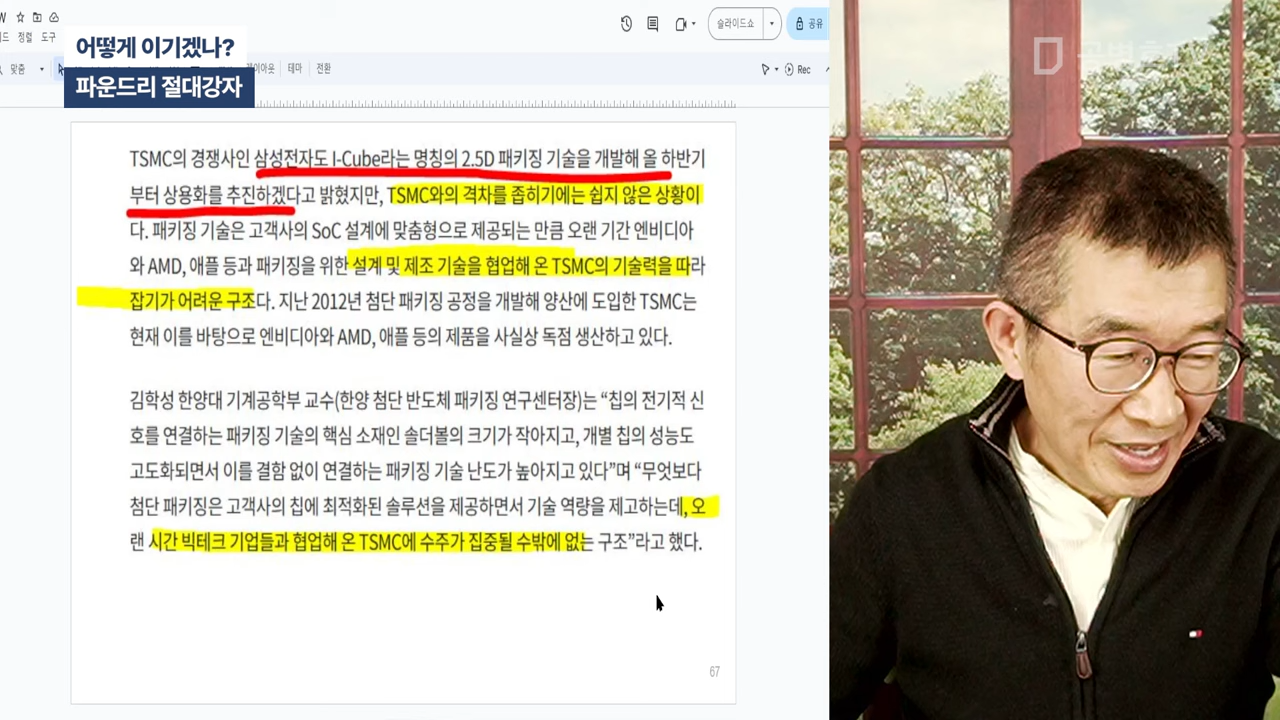 드 정렬 도구
어떻게 이기겠나?
파운드리 절대강자
맞춤
테마 전환
슬라이드쇼
공유
Rec
TSMC의 경쟁사인 삼성전자도 I-Cube라는 명칭의 2.5D 패키징 기술을 개발해 올 하반기
부터 상용화를 추진하겠다고 밝혔지만, TSMC와의 격차를 좁히기에는 쉽지 않은 상황이
다. 패키징 기술은 고객사의 SoC 설계에 맞춤형으로 제공되는 만큼 오랜 기간 엔비디아
와 AMD, 애플 등과 패키징을 위한 설계 및 제조 기술을 협업해 온 TSMC의 기술력을 따라
잡기가 어려운 구조다. 지난 2012년 첨단 패키징 공정을 개발해 양산에 도입한 TSMC는
현재 이를 바탕으로 엔비디아와 AMD, 애플 등의 제품을 사실상 독점 생산하고 있다.
김학성 한양대 기계공학부 교수(한양 첨단 반도체 패키징 연구센터장)는 “칩의 전기적 신
호를 연결하는 패키징 기술의 핵심 소재인 솔더볼의 크기가 작아지고, 개별 칩의 성능도
고도화되면서 이를 결함 없이 연결하는 패키징 기술 난도가 높아지고 있다”며 “무엇보다
첨단 패키징은 고객사의 칩에 최적화된 솔루션을 제공하면서 기술 역량을 제고하는데, 오
랜 시간 빅테크 기업들과 협업해 온 TSMC에 수주가 집중될 수밖에 없는 구조”라고 했다.
67